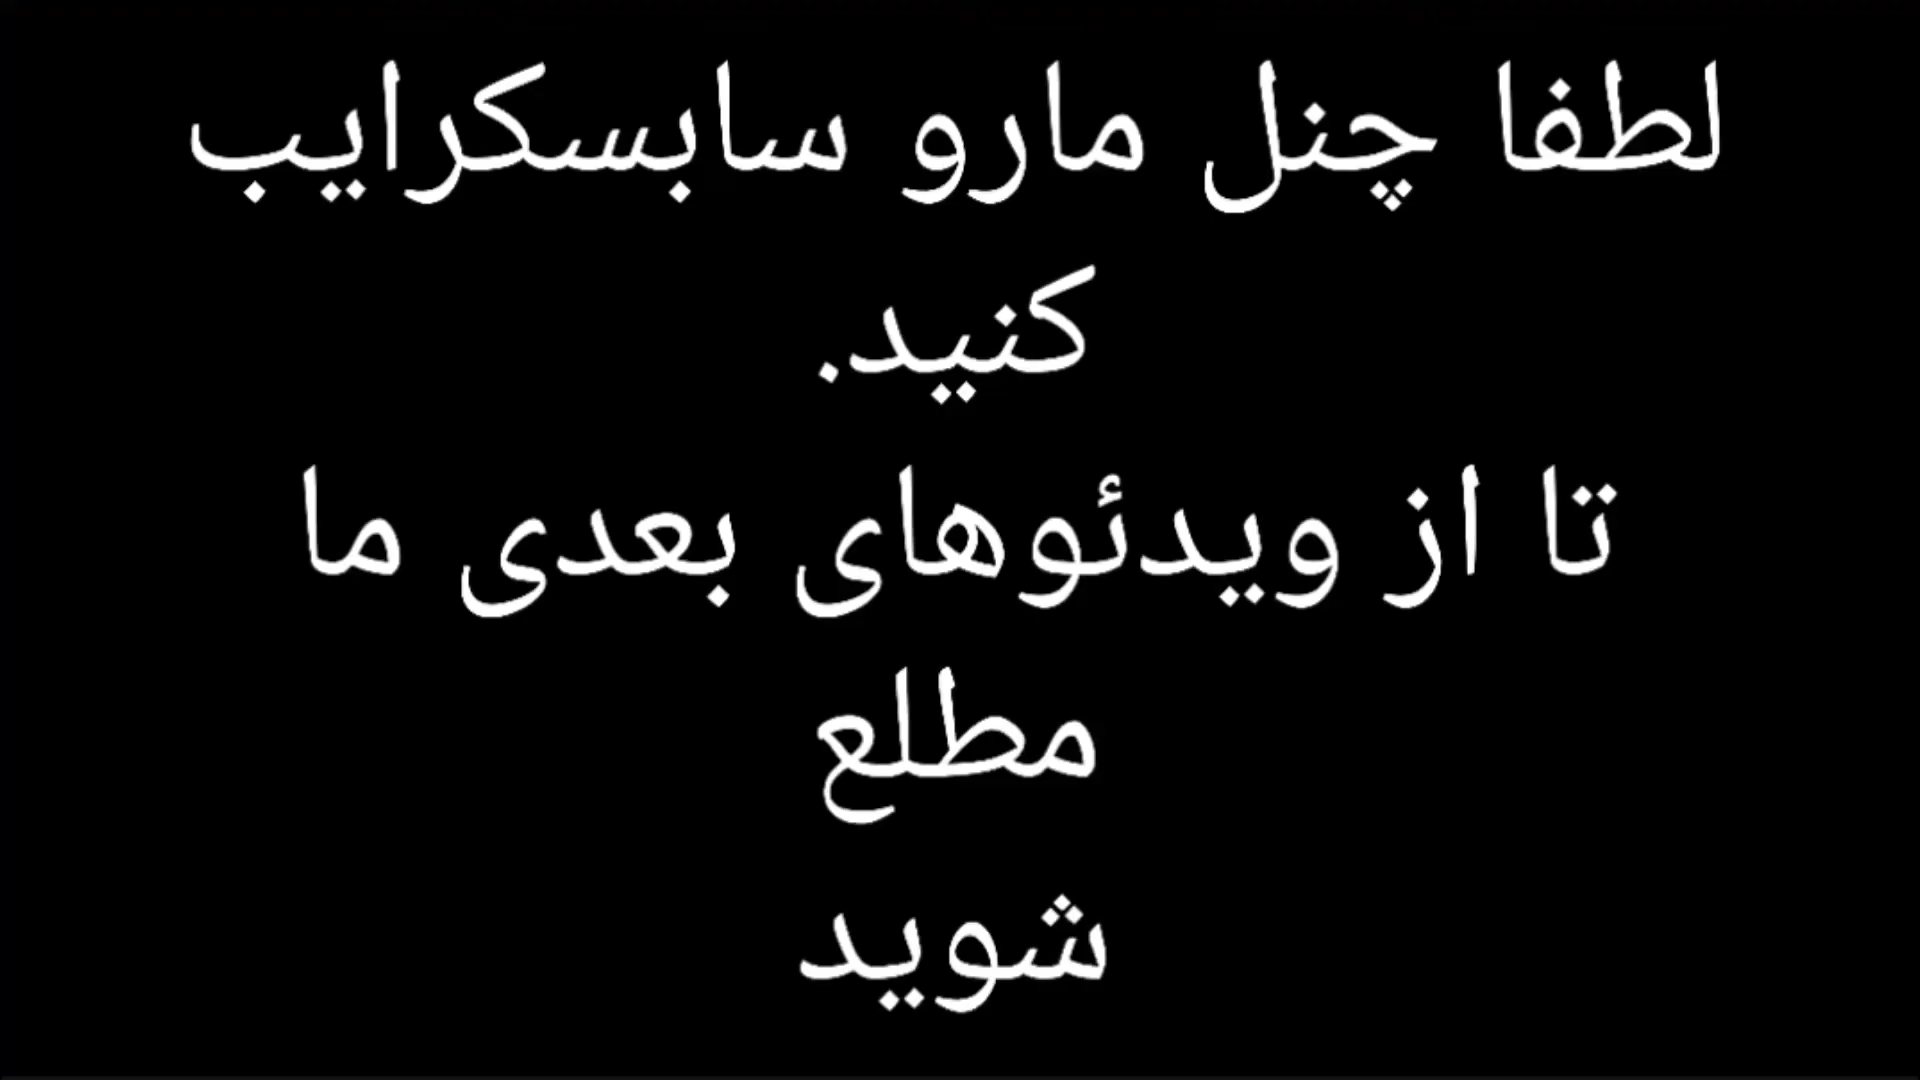 لطفا چنل مارو سابسکرایب
کنید.
تا از ویدئوهای بعدی ما
مطلع
شوید